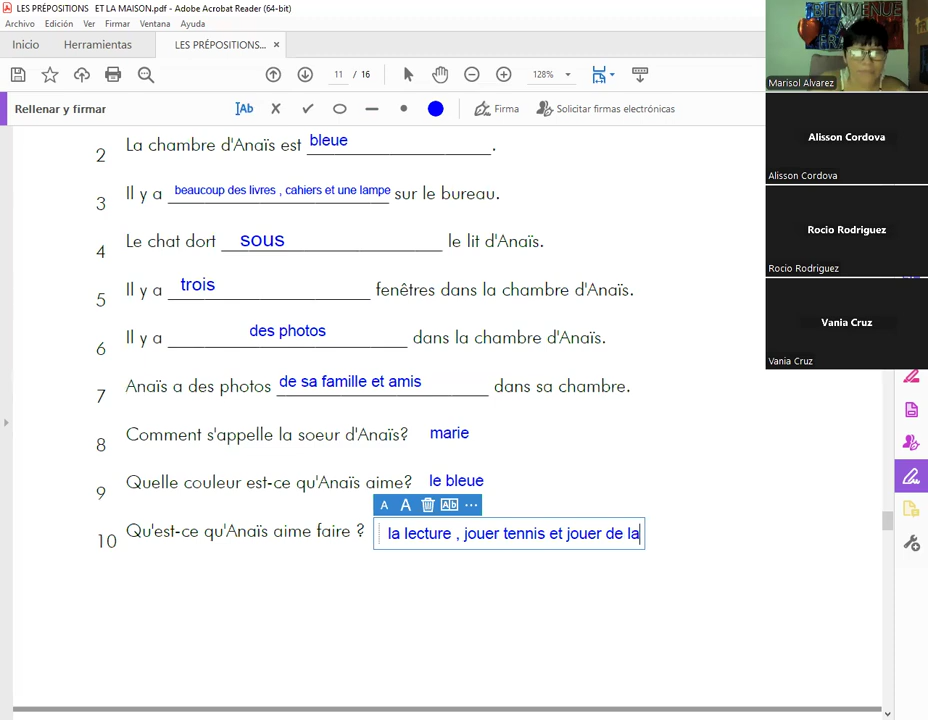 LES PRÉPOSITIONS ET LA MAISON.pdf - Adobe Acrobat Reader (64-bit)
Archivo Edición Ver Firmar Ventana Ayuda
Inicio Herramientas LES PRÉPOSITIONS... ×
11 / 16 128%
Rellenar y firmar Ab Firma Solicitar firmas electrónicas
2 La chambre d'Anaïs est bleue .
3 Il y a beaucoup des livres , cahiers et une lampe sur le bureau.
4 Le chat dort sous le lit d'Anaïs.
5 Il y a trois fenêtres dans la chambre d'Anaïs.
6 Il y a des photos dans la chambre d'Anaïs.
7 Anaïs a des photos de sa famille et amis dans sa chambre.
8 Comment s'appelle la soeur d'Anaïs? marie
9 Quelle couleur est-ce qu'Anaïs aime? le bleue
A A Ab ...
10 Qu'est-ce qu'Anaïs aime faire ? la lecture , jouer tennis et jouer de la
BIENVENUE
Marisol Alvarez
Alisson Cordova
Alisson Cordova
Rocio Rodriguez
Rocio Rodriguez
Vania Cruz
Vania Cruz